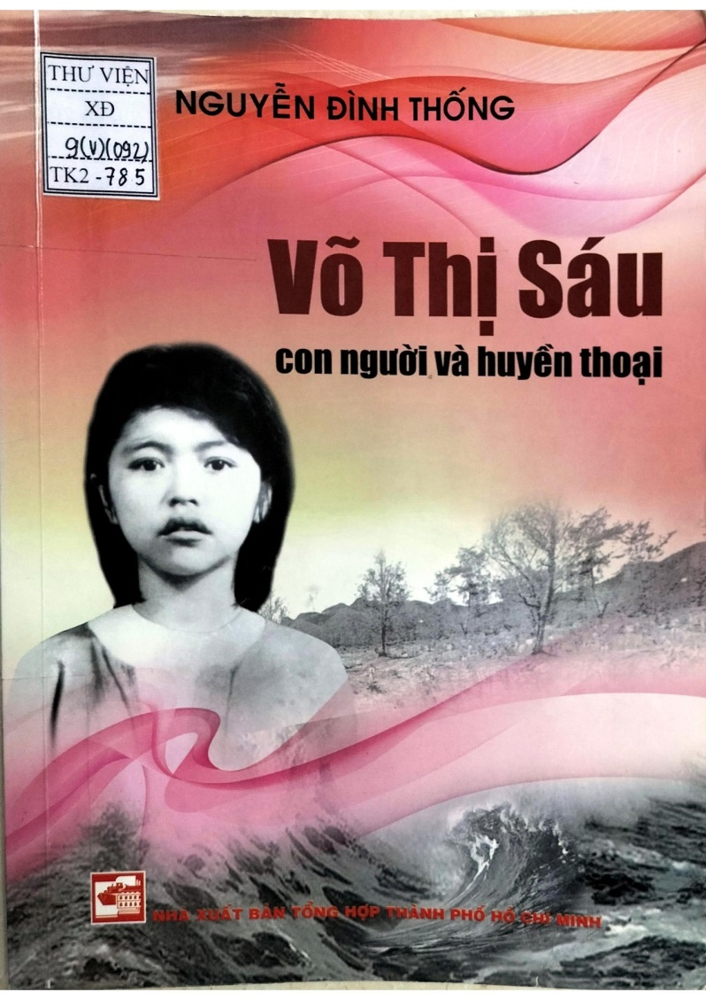 THƯ VIỆN
XĐ
9(V)(092)
TK2 -785
NGUYỄN ĐÌNH THỐNG
Võ Thị Sáu
con người và huyền thoại
NHÀ XUẤT BẢN TỔNG HỢP THÀNH PHỐ HỒ CHÍ MINH